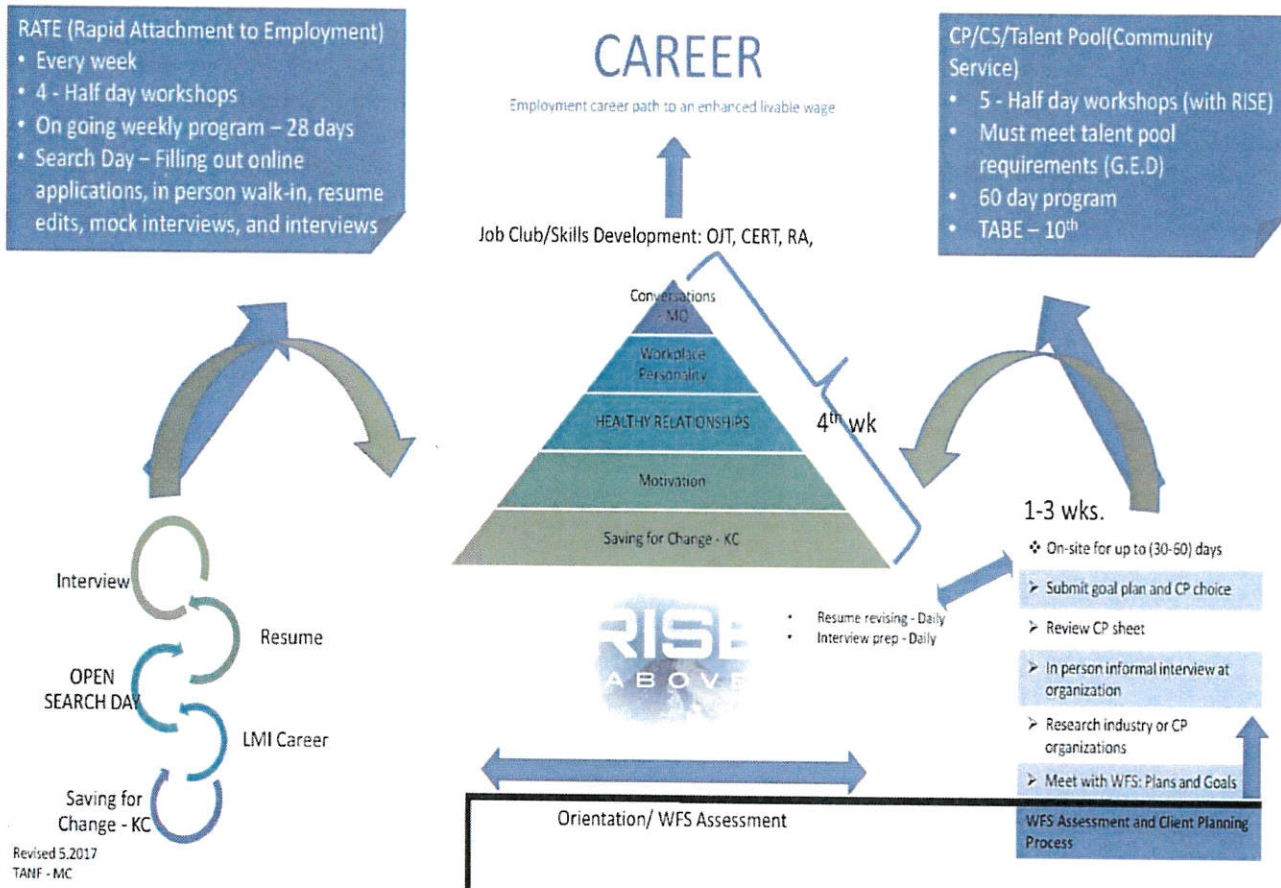 RATE (Rapid Attachment to Employment)
• Every week
• 4 - Half day workshops
• On going weekly program – 28 days
• Search Day – Filling out online
applications, in person walk-in, resume
edits, mock interviews, and interviews
CAREER
Employment career path to an enhanced livable wage
CP/CS/Talent Pool(Community
Service)
• 5 - Half day workshops (with RISE)
• Must meet talent pool
requirements (G.E.D)
• 60 day program
• TABE – 10th
Job Club/Skills Development: OJT, CERT, RA,
Conversations
- MO
Workplace
Personality
HEALTHY RELATIONSHIPS
Motivation
Saving for Change - KC
4th wk
Interview
Resume
OPEN
SEARCH DAY
LMI Career
Saving for
Change - KC
RISE
ABOVE
• Resume revising - Daily
• Interview prep - Daily
1-3 wks.
❖ On-site for up to (30-60) days
➢ Submit goal plan and CP choice
➢ Review CP sheet
➢ In person informal interview at
organization
➢ Research industry or CP
organizations
➢ Meet with WFS: Plans and Goals
WFS Assessment and Client Planning
Process
Orientation/ WFS Assessment
Revised 5.2017
TANF - MC